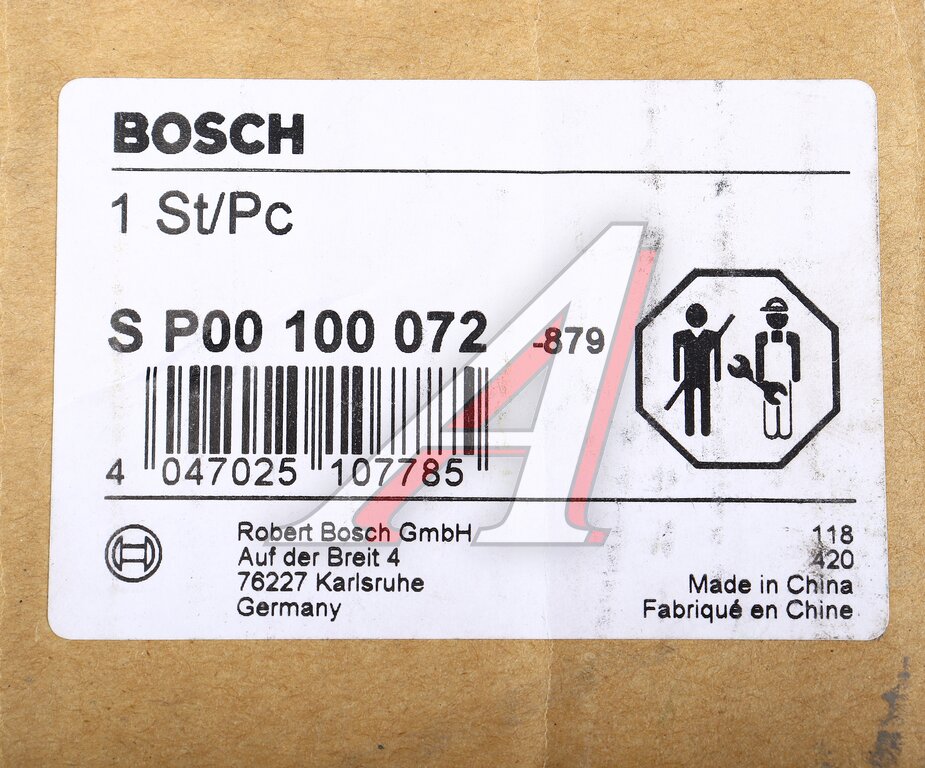 BOSCH
1 St/Pc
S P00 100 072 -879
4 047025 107785
Robert Bosch GmbH
Auf der Breit 4
76227 Karlsruhe
Germany
118
420
Made in China
Fabriqué en Chine